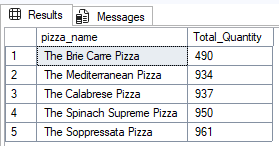 Results Messages
pizza_name Total_Quantity
1 The Brie Carre Pizza 490
2 The Mediterranean Pizza 934
3 The Calabrese Pizza 937
4 The Spinach Supreme Pizza 950
5 The Soppressata Pizza 961